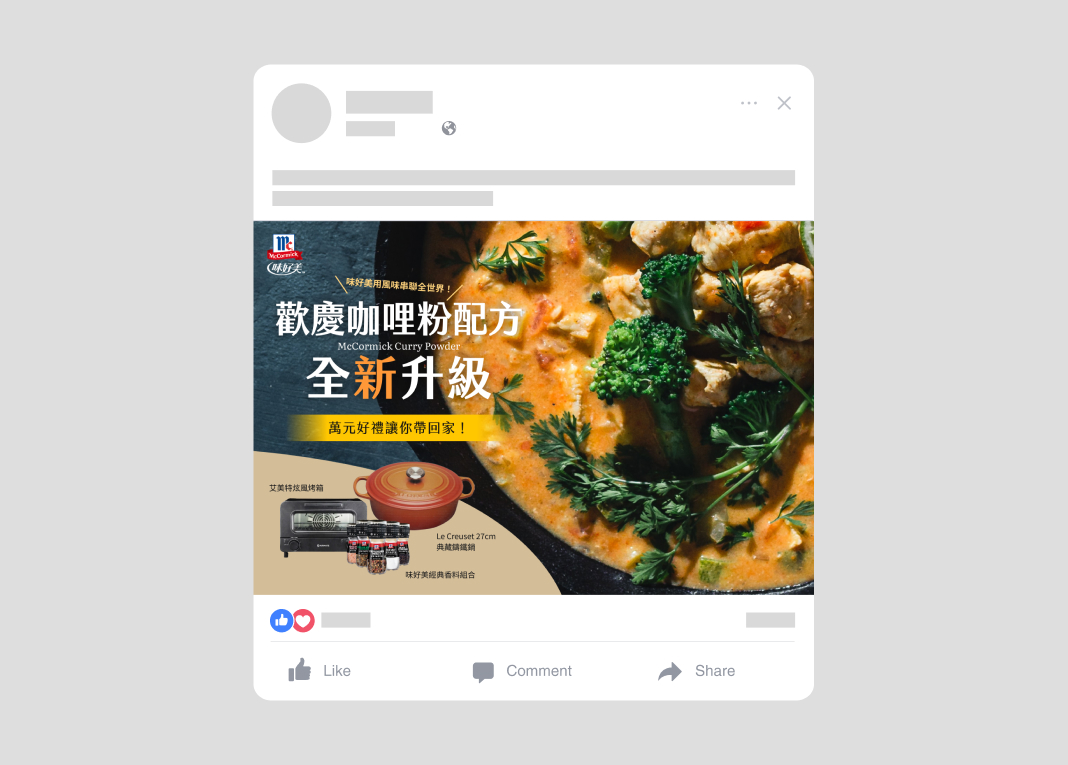 Mc
McCormick
味好美
味好美用風味串聯全世界！
歡慶咖哩粉配方
McCormick Curry Powder
全新升級
萬元好禮讓你帶回家！
艾美特炫風烤箱
Le Creuset 27cm
典藏鑄鐵鍋
味好美經典香料組合
Like
Comment
Share